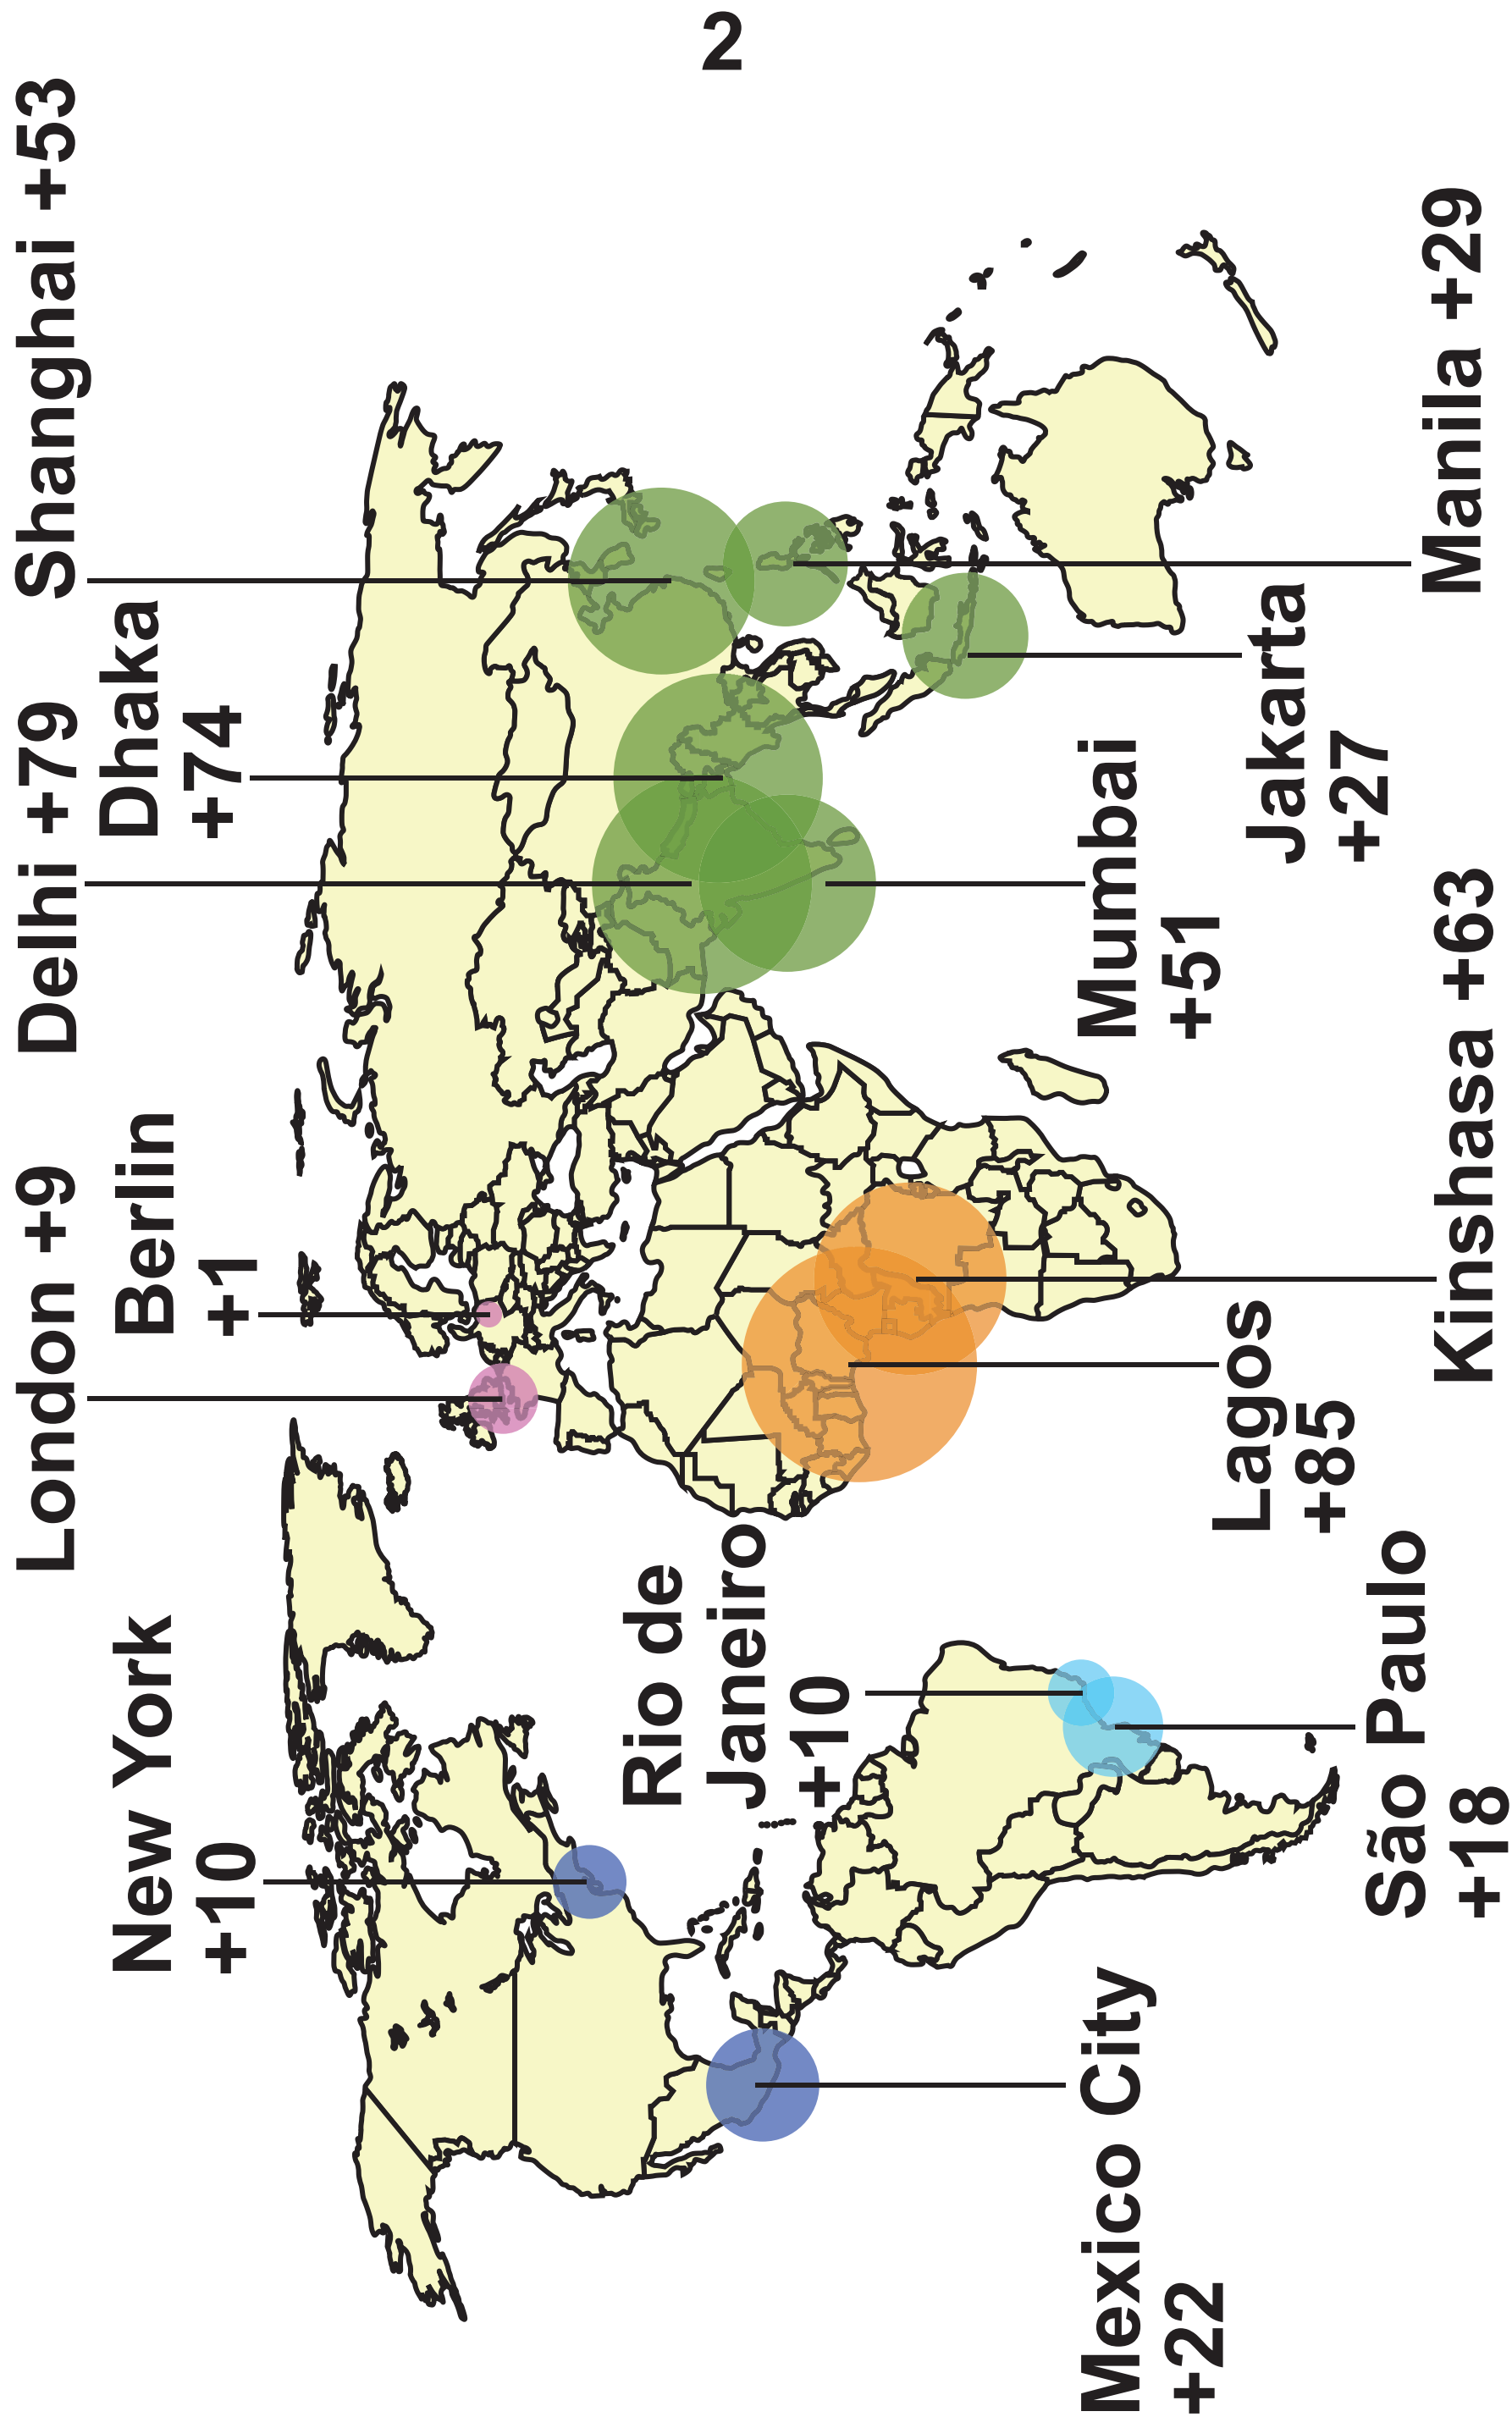 London +9
Delhi +79
Shanghai +53
New York
+10
Berlin
+1
Dhaka
+74
2
Rio de
Janeiro
+10
Mexico City
+22
Mumbai
+51
Lagos
+85
Jakarta
+27
São Paulo
+18
Kinshasa +63
Manila +29